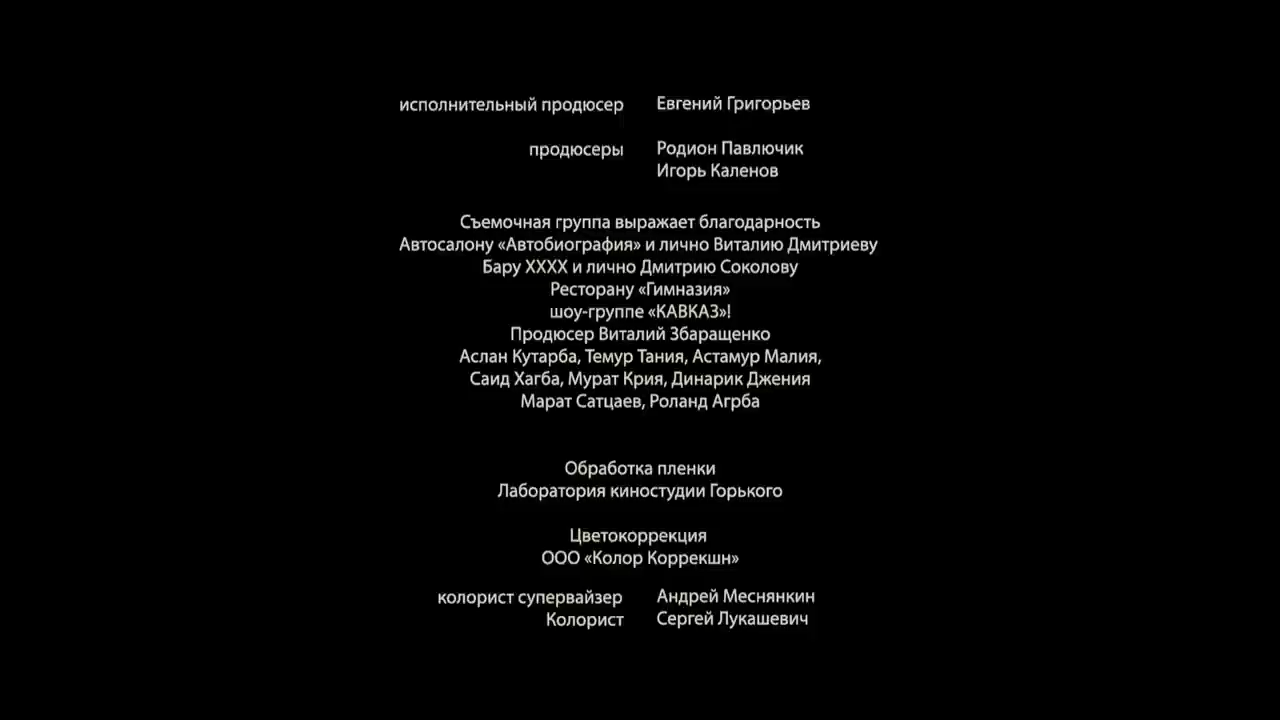 исполнительный продюсер Евгений Григорьев
продюсеры Родион Павлючик
Игорь Каленов
Съемочная группа выражает благодарность
Автосалону «Автобиография» и лично Виталию Дмитриеву
Бару XXXX и лично Дмитрию Соколову
Ресторану «Гимназия»
шоу-группе «КАВКАЗ»!
Продюсер Виталий Збаращенко
Аслан Кутарба, Темур Тания, Астамур Малия,
Саид Хагба, Мурат Крия, Динарик Джения
Марат Сатцаев, Роланд Агрба
Обработка пленки
Лаборатория киностудии Горького
Цветокоррекция
ООО «Колор Коррекшн»
колорист супервайзер Андрей Меснянкин
Колорист Сергей Лукашевич